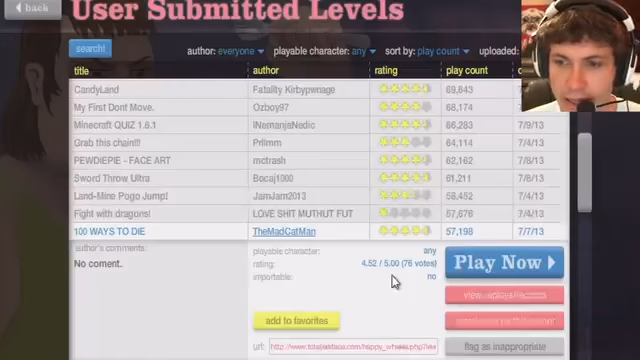 back
User Submitted Levels
search! author: everyone playable character: any sort by: play count uploaded:
title author rating play count
CandyLand Fatality Kirbypwnage 69,843
My First Dont Move. Ozboy97 68,174
Minecraft QUIZ 1.6.1 INemanjaNedic 66,283 7/9/13
Grab this chain!!! Prllmm 64,114 7/4/13
PEWDiEPIE - FACE ART mctrash 62,162 7/8/13
Sword Throw Ultra Bocaj1000 61,211 7/8/13
Land-Mine Pogo Jump! JamJam2013 58,452 7/4/13
Fight with dragons! LOVE SHIT MUTHUT FUT 57,676 7/4/13
100 WAYS TO DIE TheMadCatMan 57,198 7/7/13
author's comments:
No coment.
playable character: any
rating: 4.52 / 5.00 (76 votes)
importable: no
Play Now
add to favorites
url:
flag as inappropriate